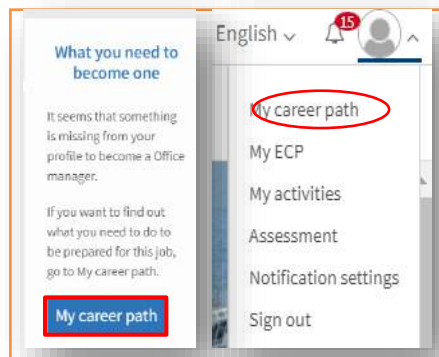 What you need to
become one
It seems that something
is missing from your
profile to become a Office
manager.
If you want to find out
what you need to do to
be prepared for this job,
go to My career path.
My career path
English
15
My career path
My ECP
My activities
Assessment
Notification settings
Sign out